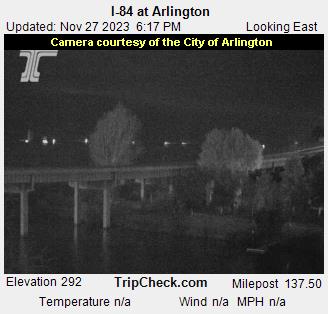 I-84 at Arlington
Updated: Nov 27 2023 6:17 PM Looking East
Camera courtesy of the City of Arlington
Elevation 292 TripCheck.com Milepost 137.50
Temperature n/a Wind n/a MPH n/a